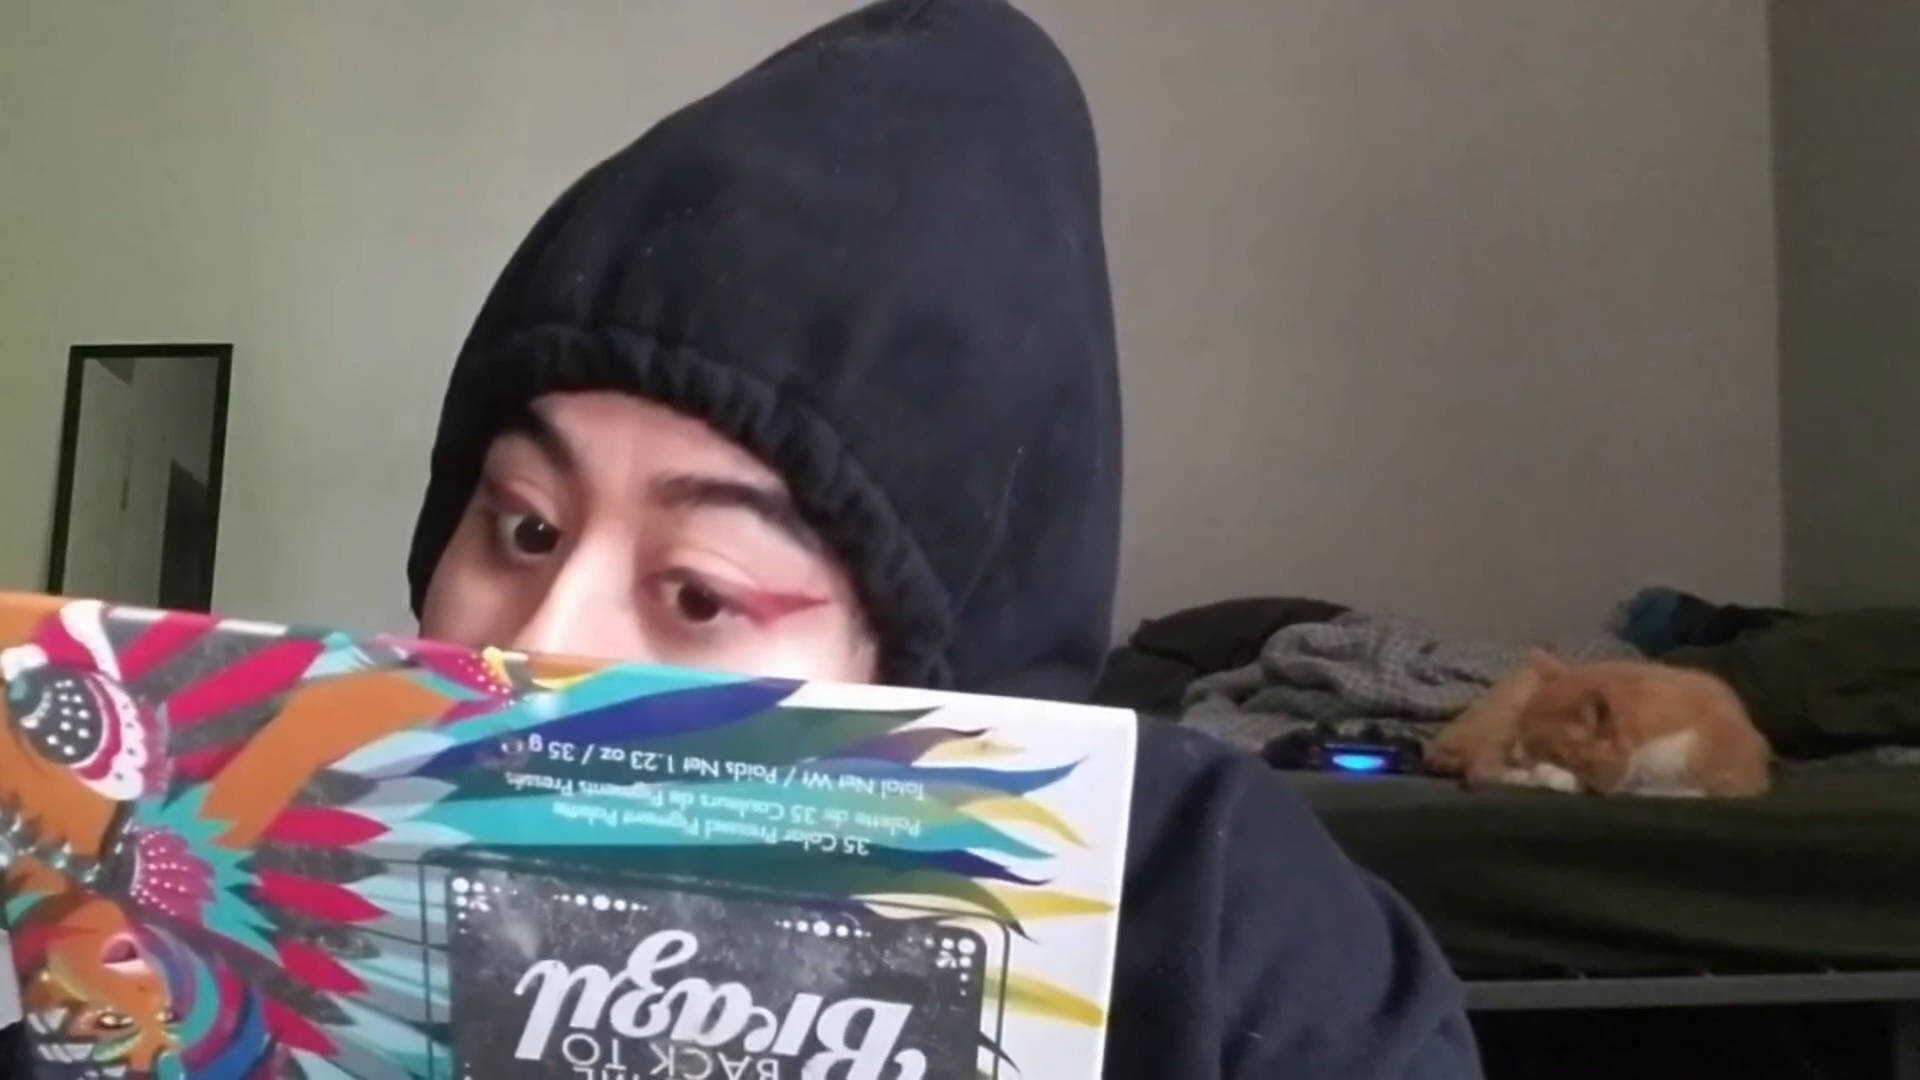 BACK TO
Brazil
35 Color Pressed Pigment Palette
Palette de 35 Couleurs de Pigments Pressés
Total Net Wt / Poids Net 1.23 oz / 35 g